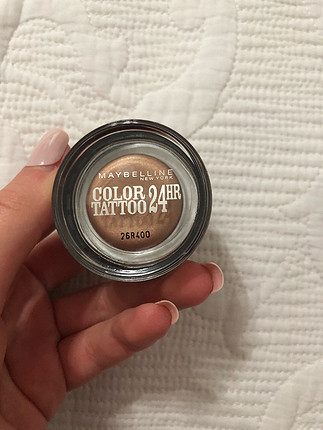 MAYBELLINE
NEW YORK
COLOR
TATTOO 24HR
26R400